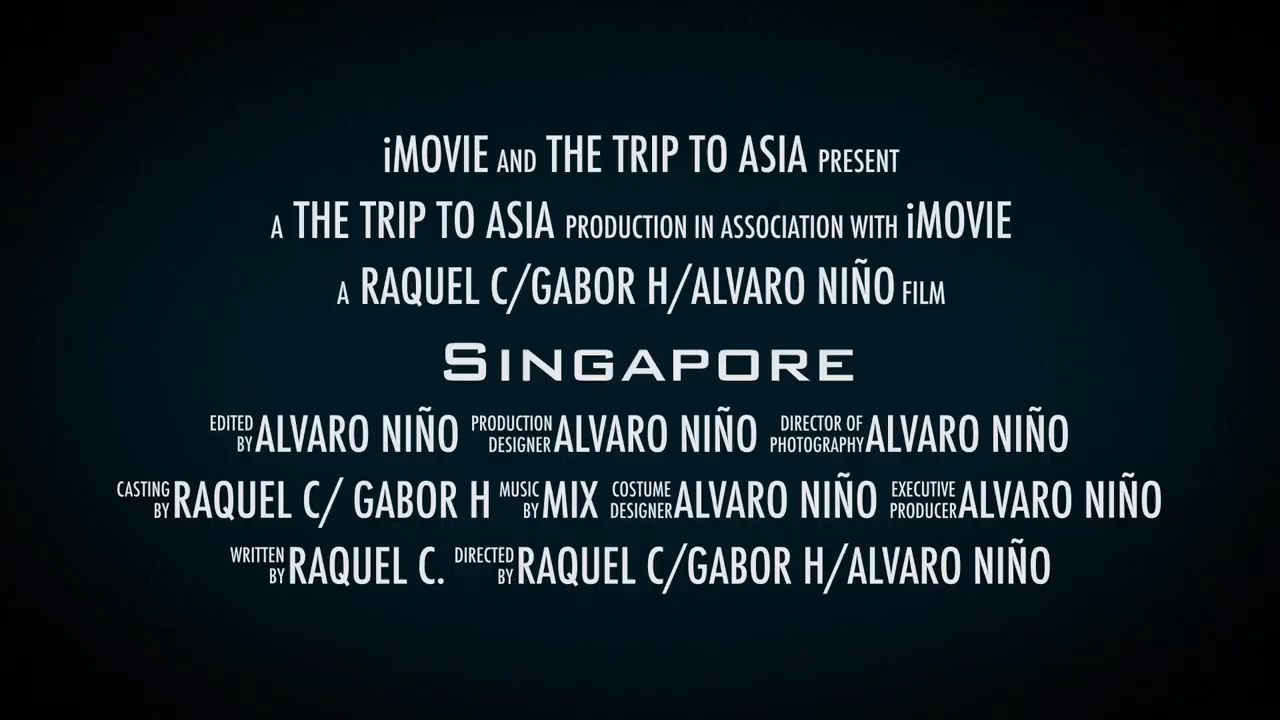 iMOVIE AND THE TRIP TO ASIA PRESENT
A THE TRIP TO ASIA PRODUCTION IN ASSOCIATION WITH iMOVIE
A RAQUEL C/GABOR H/ALVARO NIÑO FILM
SINGAPORE
EDITED BY ALVARO NIÑO PRODUCTION DESIGNER ALVARO NIÑO DIRECTOR OF PHOTOGRAPHY ALVARO NIÑO
CASTING BY RAQUEL C/ GABOR H MUSIC BY MIX COSTUME DESIGNER ALVARO NIÑO EXECUTIVE PRODUCER ALVARO NIÑO
WRITTEN BY RAQUEL C. DIRECTED BY RAQUEL C/GABOR H/ALVARO NIÑO